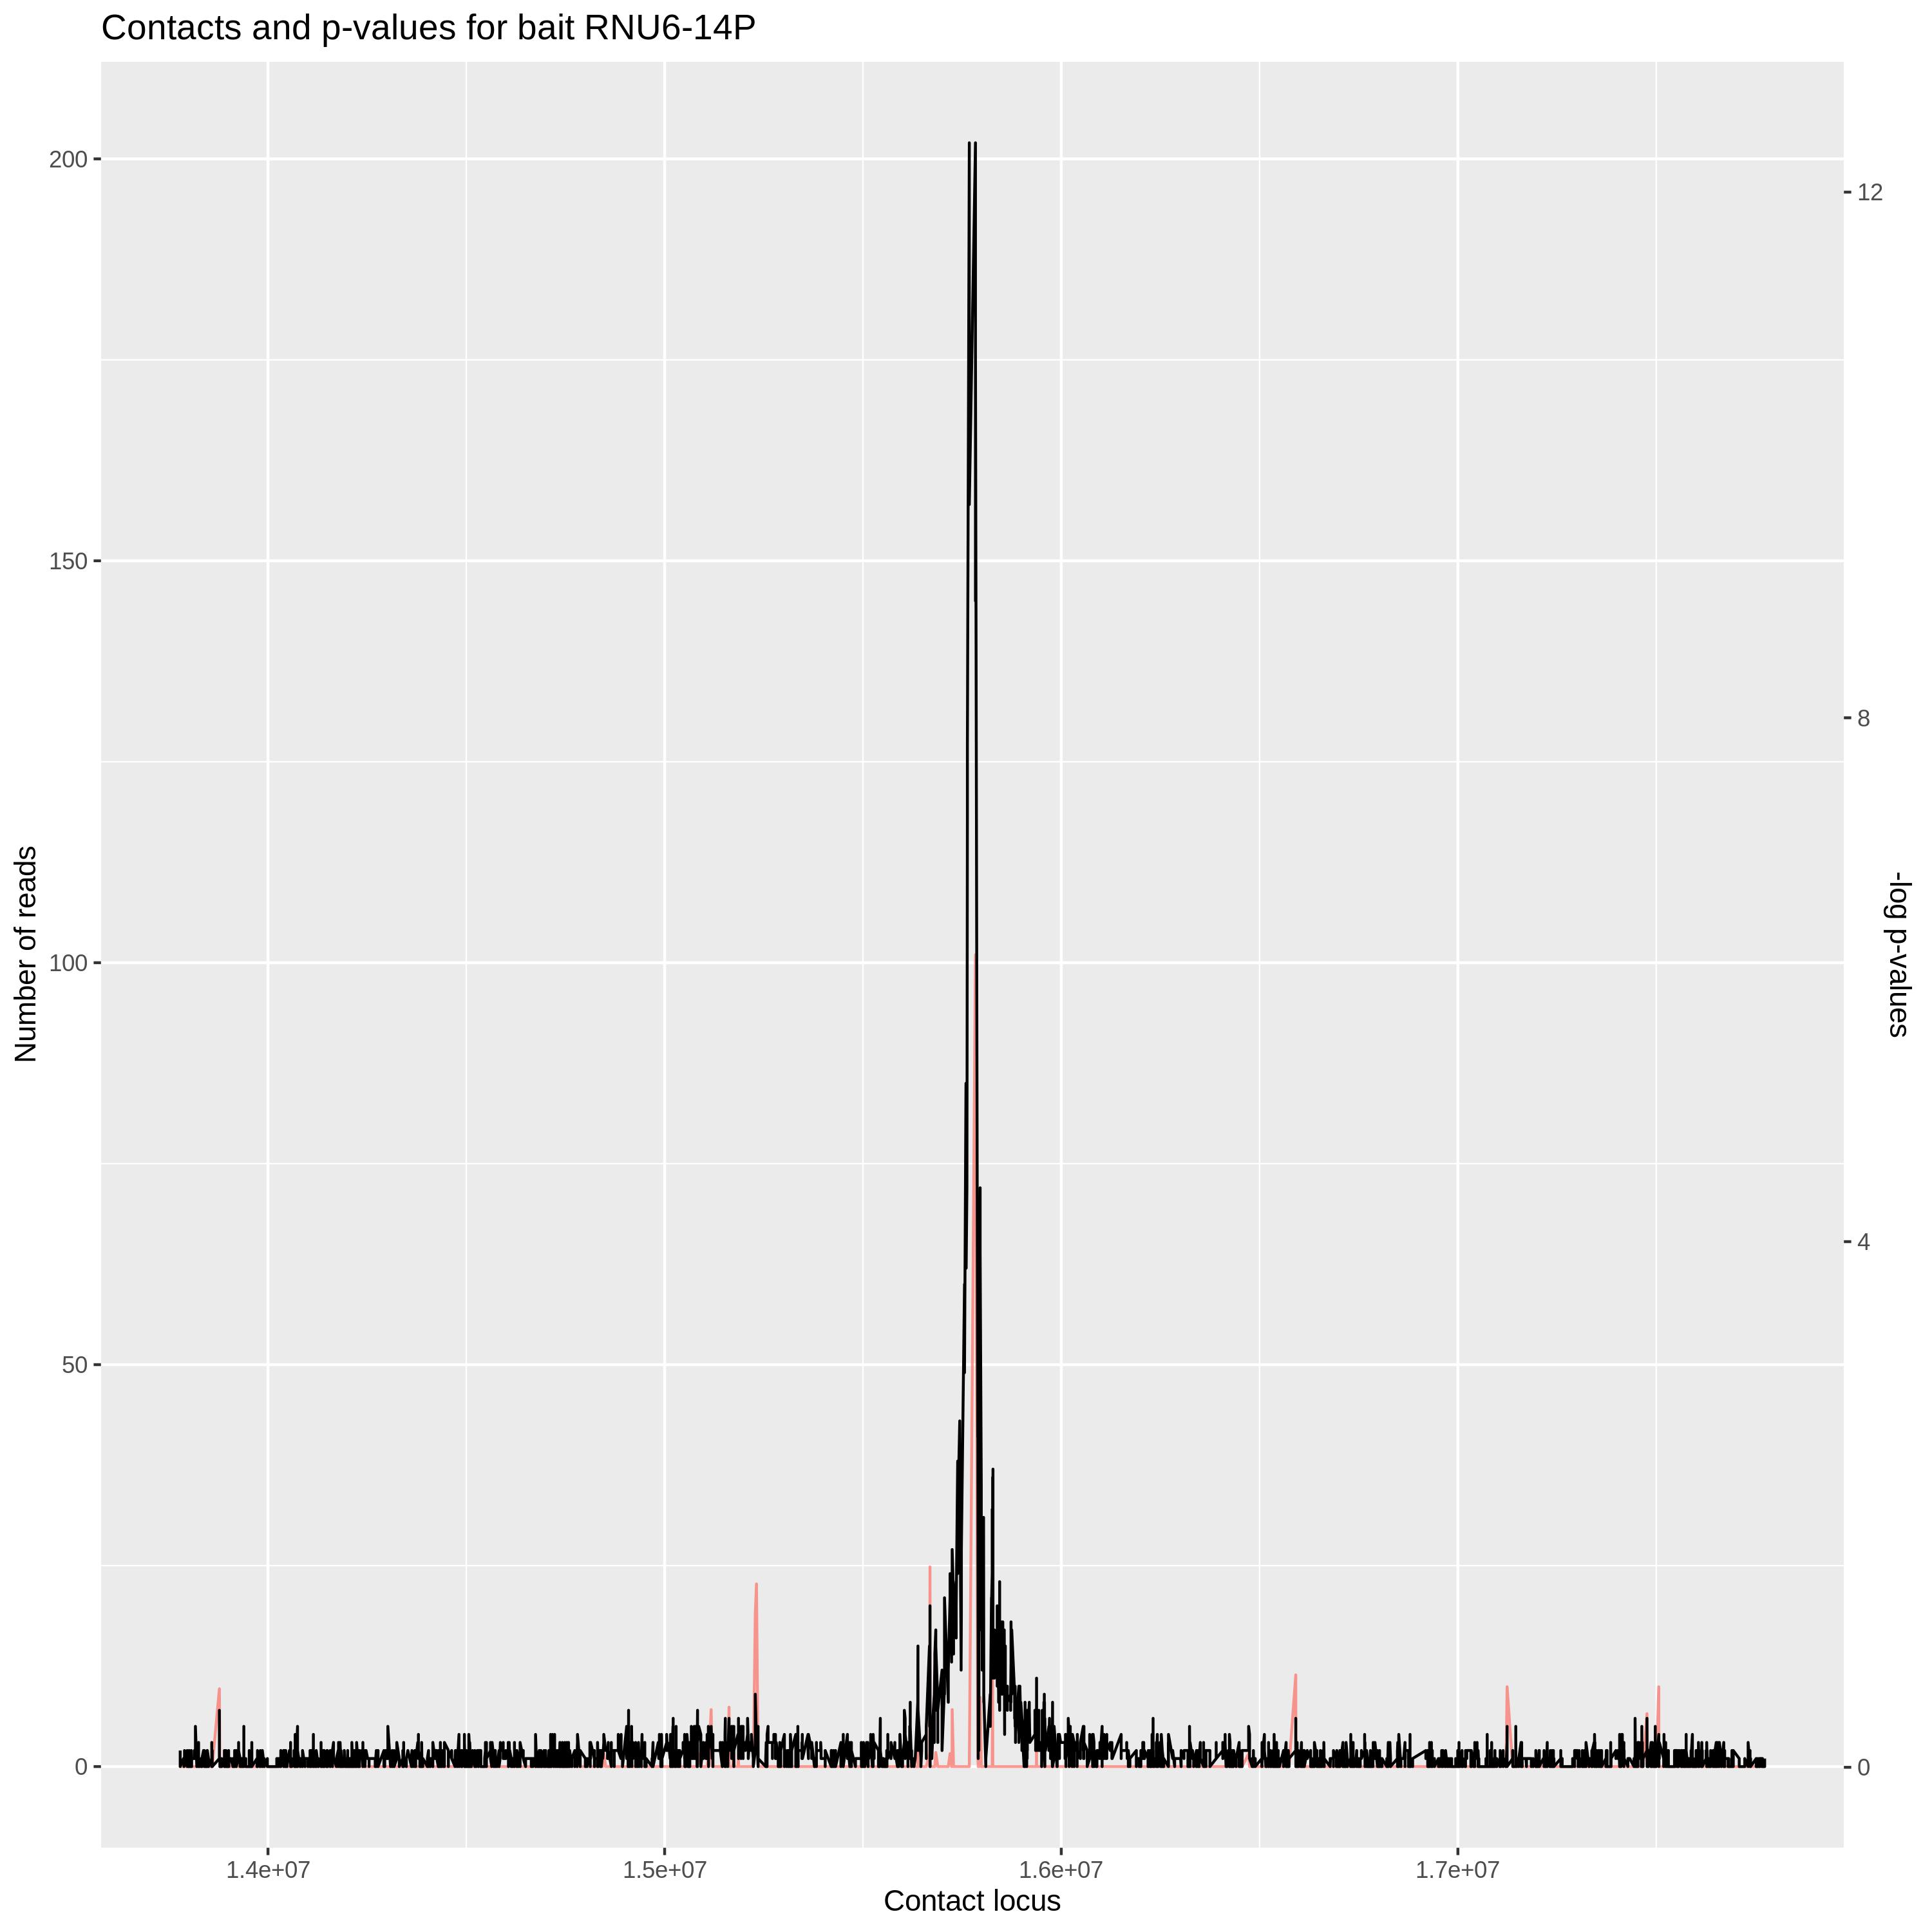 Contacts and p-values for bait RNU6-14P
200
150
100
50
0
12
8
4
0
Number of reads
-log p-values
1.4e+07
1.5e+07
1.6e+07
1.7e+07
Contact locus